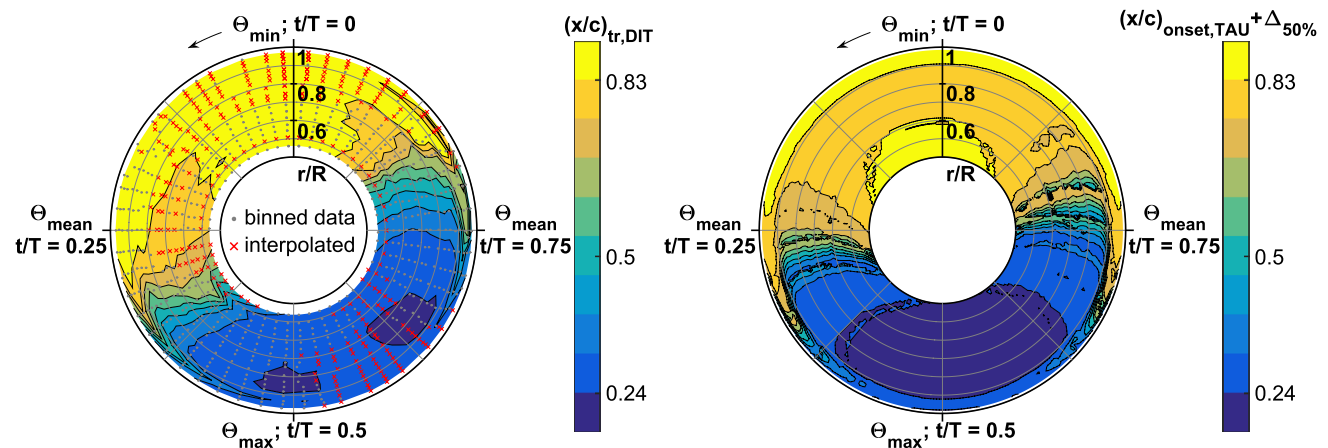 Θmin; t/T = 0
(x/c)tr,DIT
1
0.8
0.6
r/R
Θmean
t/T = 0.25
• binned data
× interpolated
Θmean
t/T = 0.75
Θmax; t/T = 0.5
0.83
0.5
0.24
Θmin; t/T = 0
(x/c)onset,TAU+Δ50%
1
0.8
0.6
r/R
Θmean
t/T = 0.25
Θmean
t/T = 0.75
Θmax; t/T = 0.5
0.83
0.5
0.24